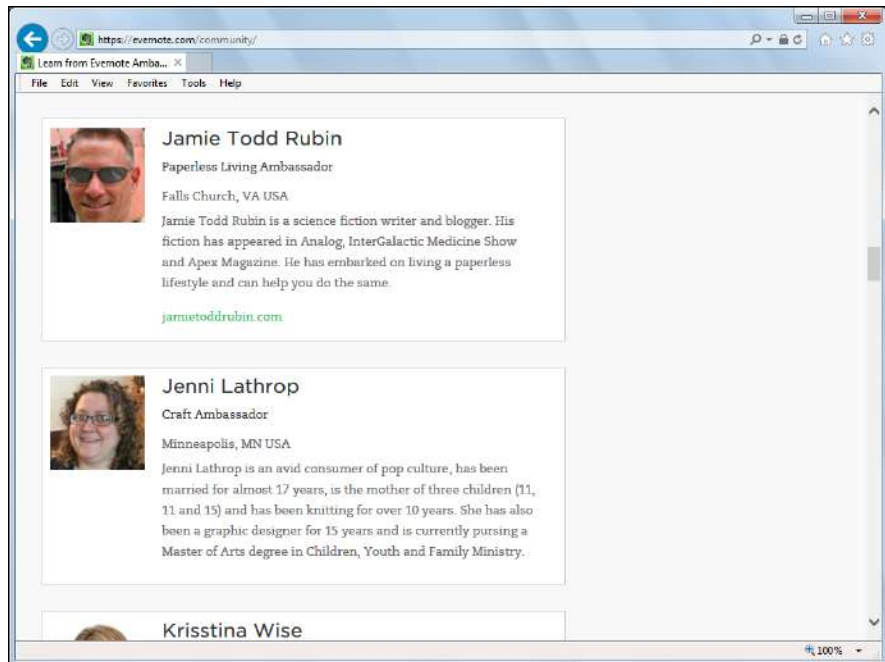 https://evernote.com/community/
Learn from Evernote Amba...
File Edit View Favorites Tools Help
Jamie Todd Rubin
Paperless Living Ambassador
Falls Church, VA USA
Jamie Todd Rubin is a science fiction writer and blogger. His
fiction has appeared in Analog, InterGalactic Medicine Show
and Apex Magazine. He has embarked on living a paperless
lifestyle and can help you do the same.
jamietoddrubin.com
Jenni Lathrop
Craft Ambassador
Minneapolis, MN USA
Jenni Lathrop is an avid consumer of pop culture, has been
married for almost 17 years, is the mother of three children (11,
11 and 15) and has been knitting for over 10 years. She has also
been a graphic designer for 15 years and is currently pursing a
Master of Arts degree in Children, Youth and Family Ministry.
Krisstina Wise
100%